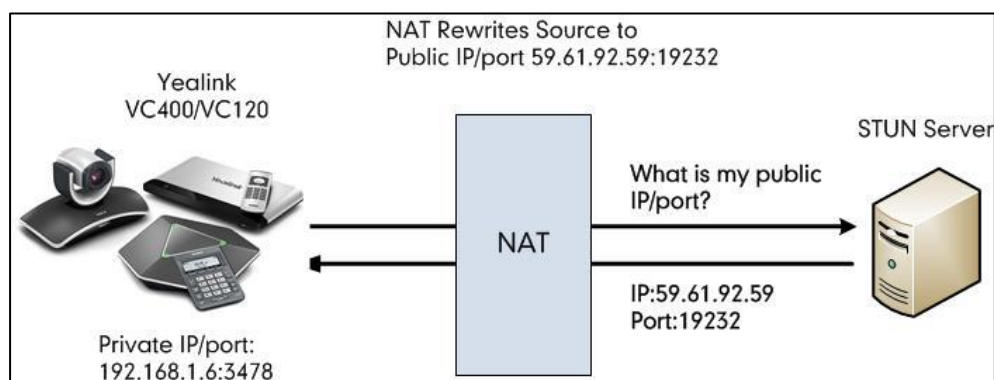 NAT Rewrites Source to
Public IP/port 59.61.92.59:19232
Yealink
VC400/VC120
STUN Server
Yealink
What is my public
IP/port?
NAT
IP:59.61.92.59
Port:19232
Private IP/port:
192.168.1.6:3478